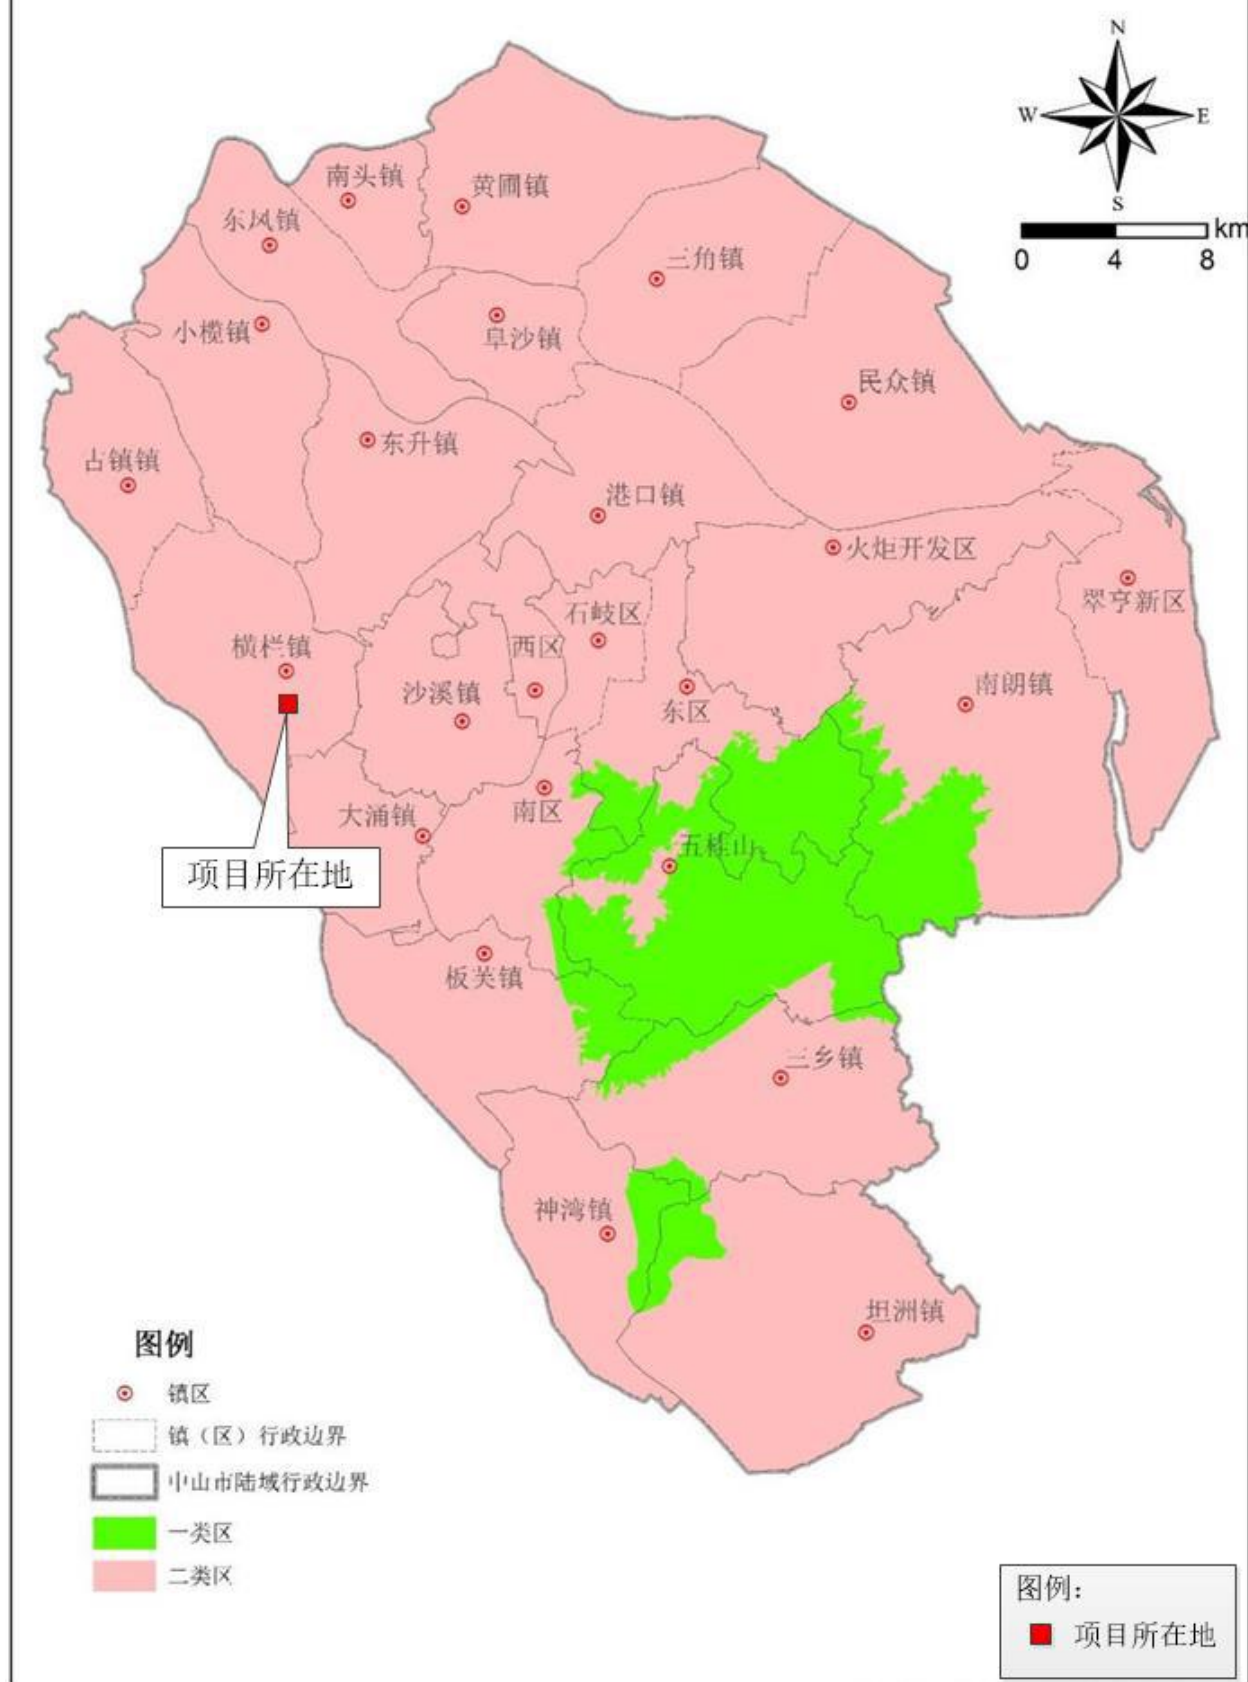 N
W
E
S
km
0 4 8
南头镇
黄圃镇
东凤镇
三角镇
小榄镇
阜沙镇
民众镇
古镇镇
东升镇
港口镇
火炬开发区
翠亨新区
石岐区
横栏镇
西区
沙溪镇
东区
南朗镇
大涌镇
南区
五桂山
项目所在地
板芙镇
三乡镇
神湾镇
坦洲镇
图例
镇区
镇（区）行政边界
中山市陆域行政边界
一类区
二类区
图例：
项目所在地